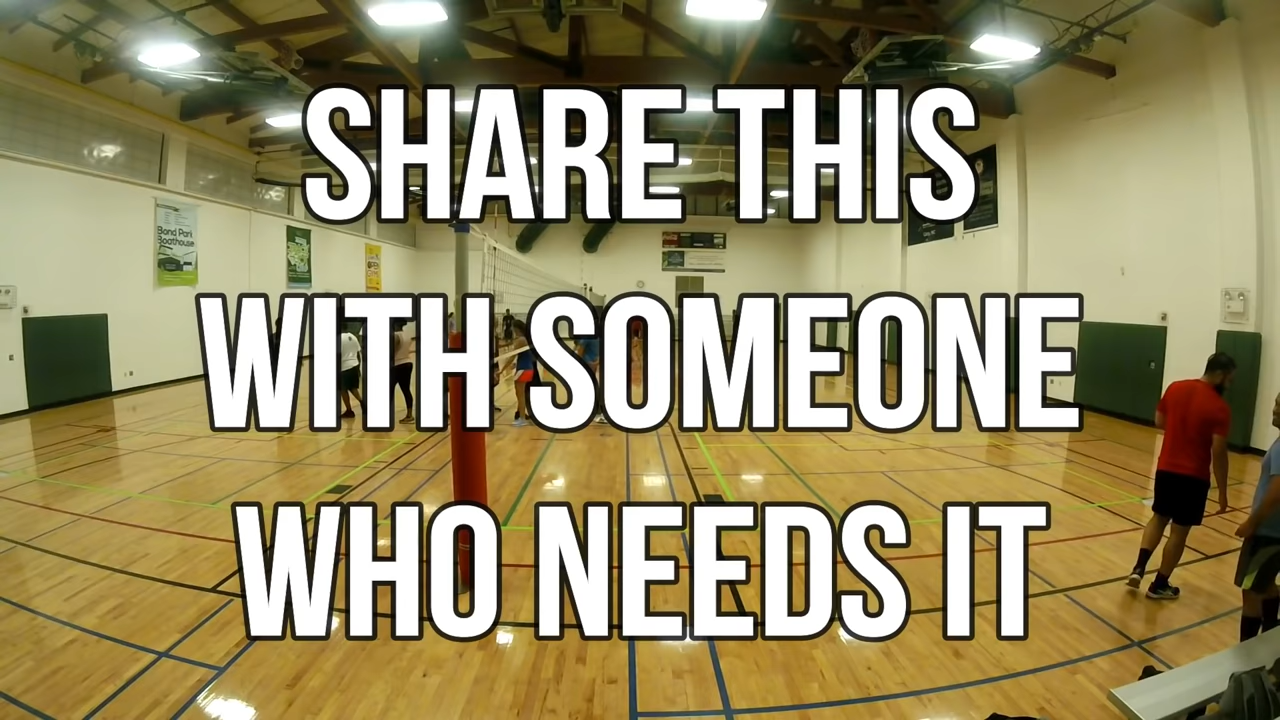 SHARE THIS
WITH SOMEONE
WHO NEEDS IT
Bond Park
Boathouse